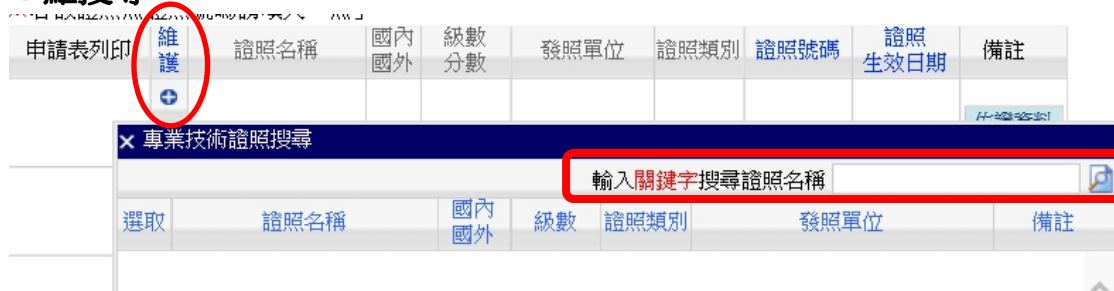 申請表列印 維護 證照名稱 國內國外 級數分數 發照單位 證照類別 證照號碼 證照生效日期 備註
× 專業技術證照搜尋
輸入關鍵字搜尋證照名稱
選取 證照名稱 國內國外 級數 證照類別 發照單位 備註